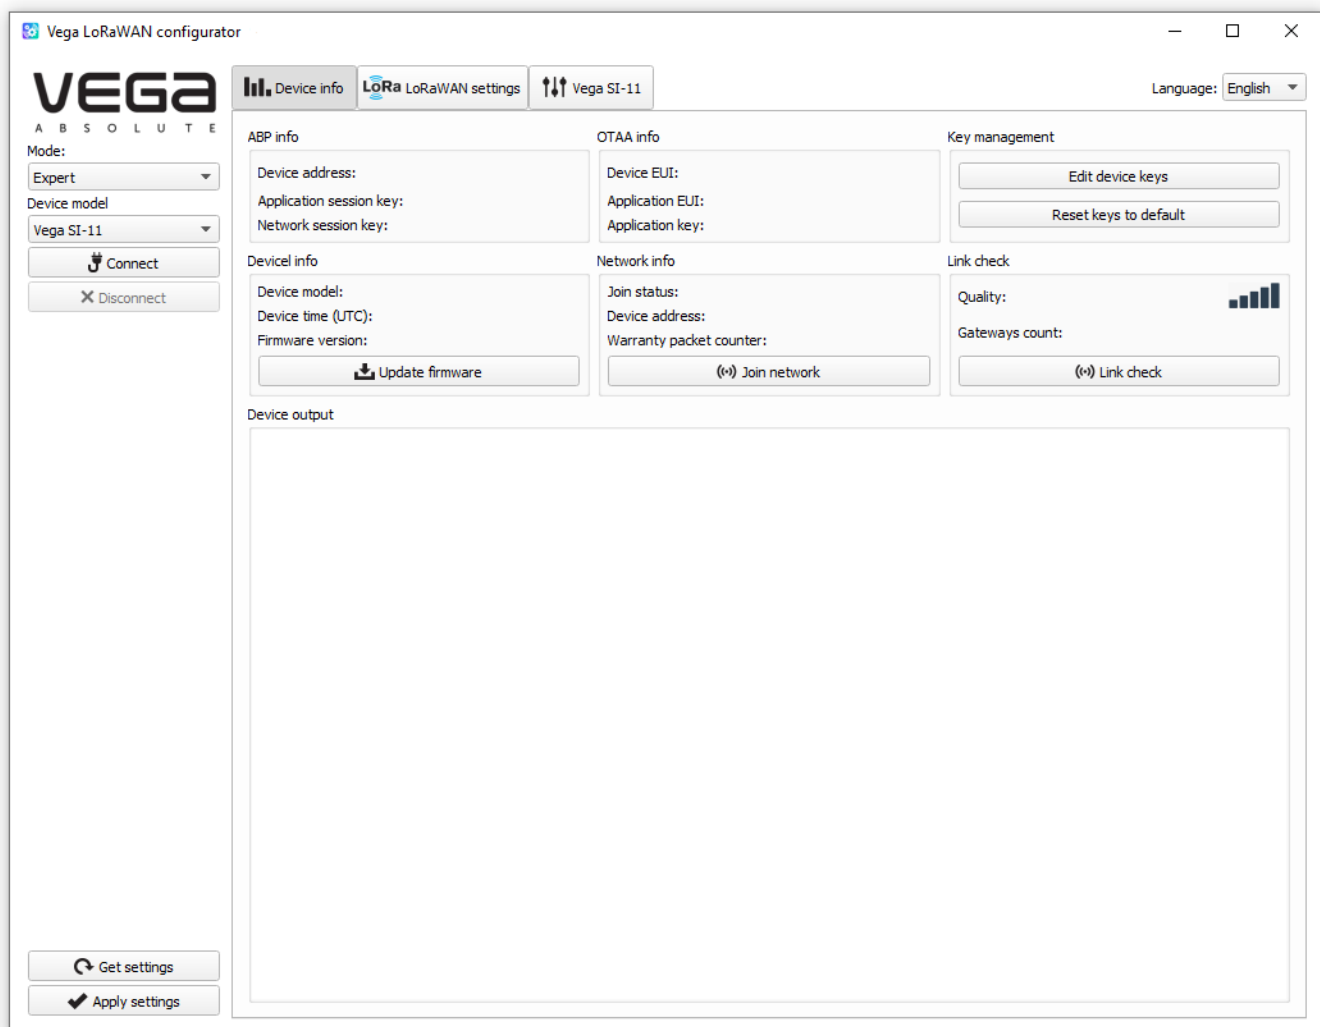 Vega LoRaWAN configurator
VEGA
ABSOLUTE
Mode:
Expert
Device model
Vega SI-11
Connect
Disconnect
Get settings
Apply settings
Device info
LoRa LoRaWAN settings
Vega SI-11
Language: English
ABP info
Device address:
Application session key:
Network session key:
OTAA info
Device EUI:
Application EUI:
Application key:
Key management
Edit device keys
Reset keys to default
Devicel info
Device model:
Device time (UTC):
Firmware version:
Update firmware
Network info
Join status:
Device address:
Warranty packet counter:
Join network
Link check
Quality:
Gateways count:
Link check
Device output